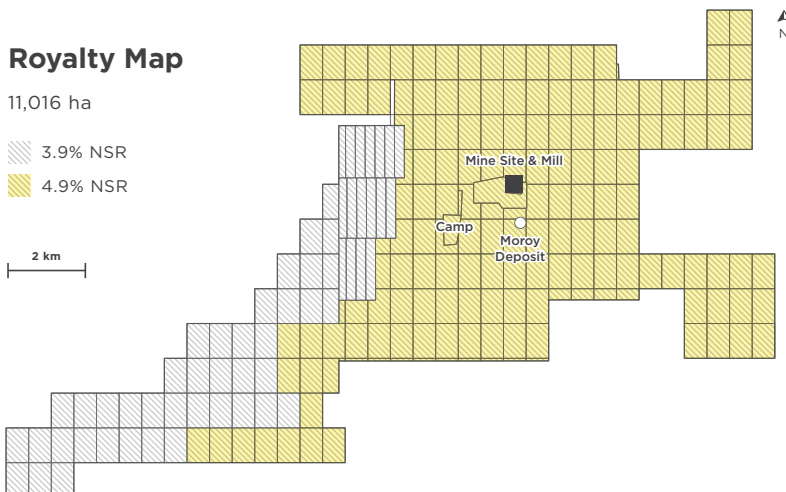 Royalty Map
11,016 ha
3.9% NSR
4.9% NSR
2 km
Mine Site & Mill
Camp
Moroy
Deposit
N